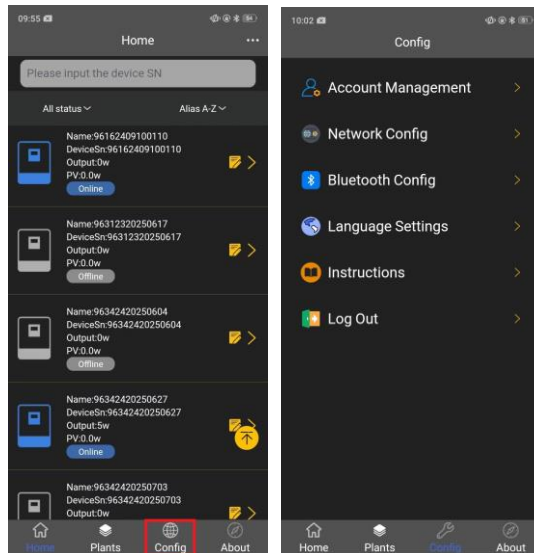 09:55
Home
Please input the device SN
All status
Alias A-Z
Name:96162409100110
DeviceSn:96162409100110
Output:0w
PV:0.0w
Online
Name:96312320250617
DeviceSn:96312320250617
Output:0w
PV:0.0w
Offline
Name:96342420250604
DeviceSn:96342420250604
Output:0w
PV:0.0w
Offline
Name:96342420250627
DeviceSn:96342420250627
Output:5w
PV:0.0w
Online
Name:96342420250703
DeviceSn:96342420250703
Output:0w
Home Plants Config About
10:02
Config
Account Management
Network Config
Bluetooth Config
Language Settings
Instructions
Log Out
Home Plants Config About